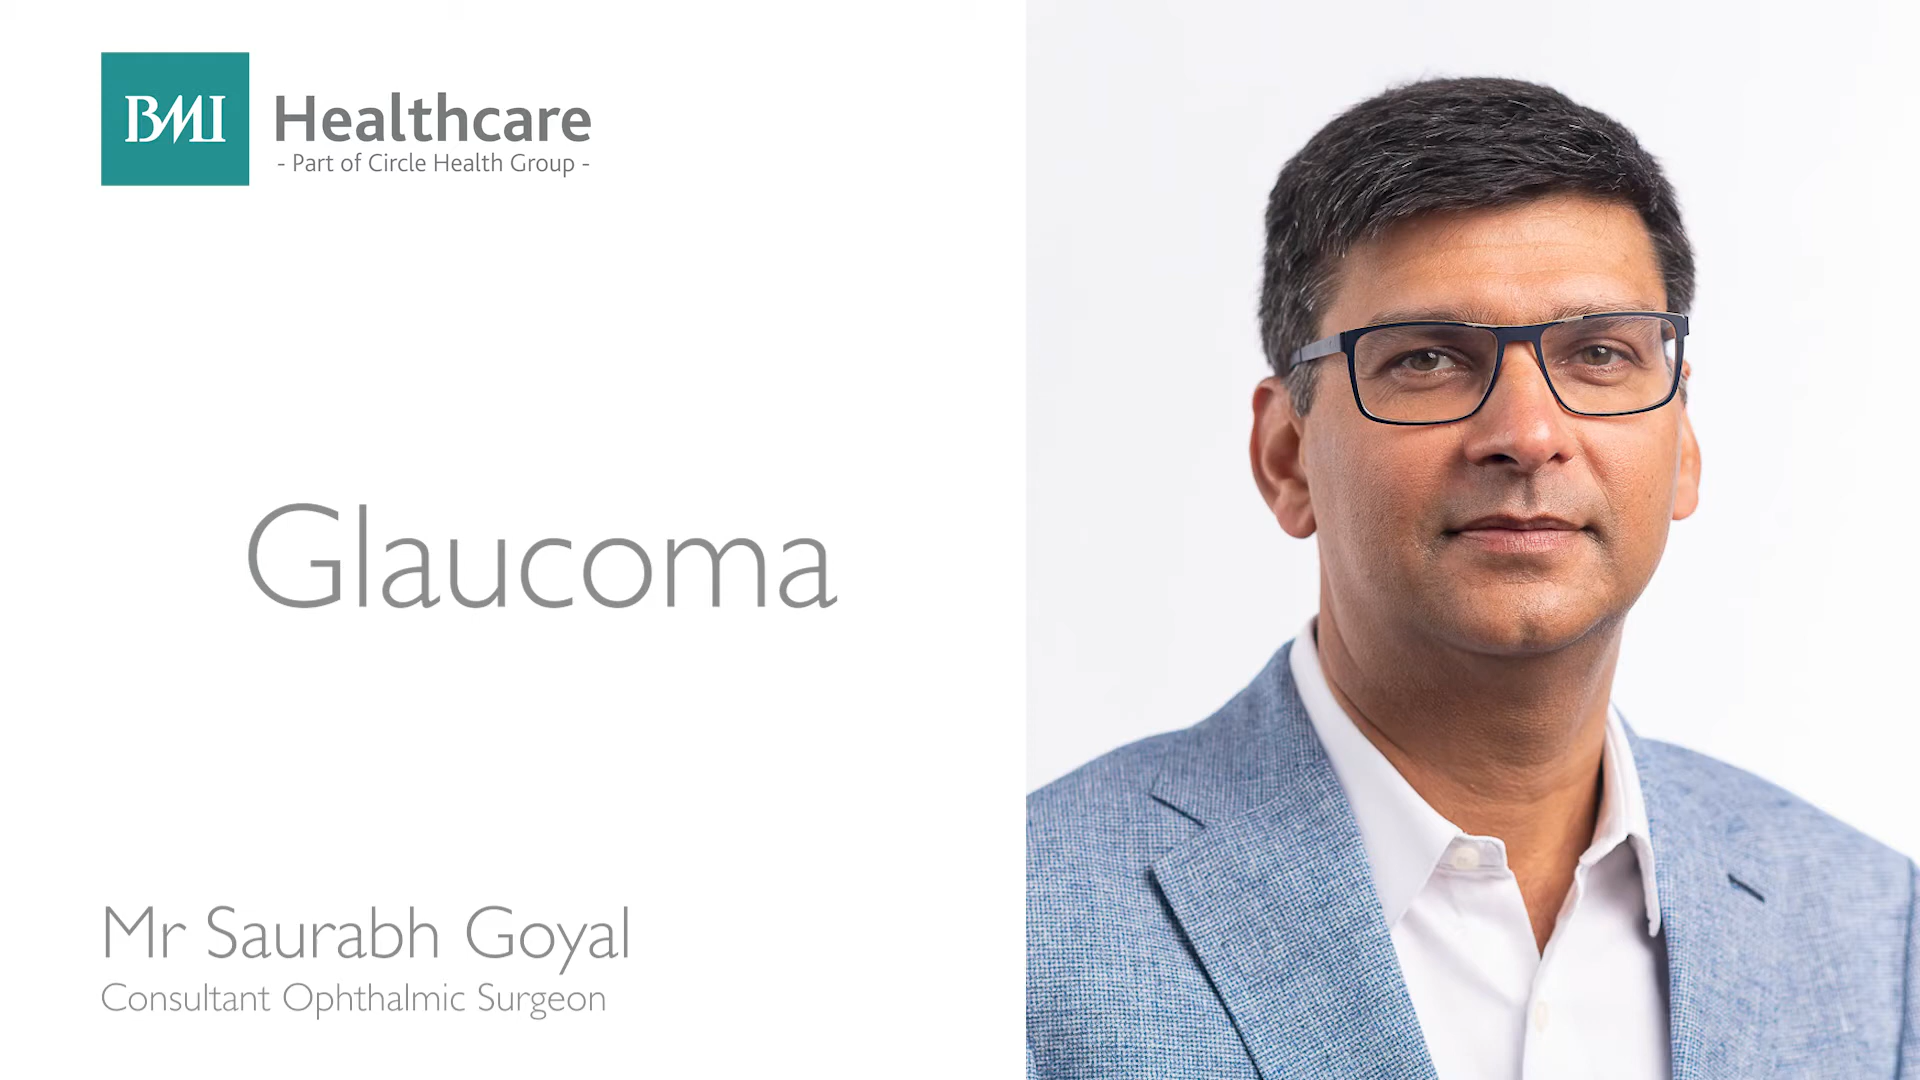 BMI Healthcare
- Part of Circle Health Group -
Glaucoma
Mr Saurabh Goyal
Consultant Ophthalmic Surgeon